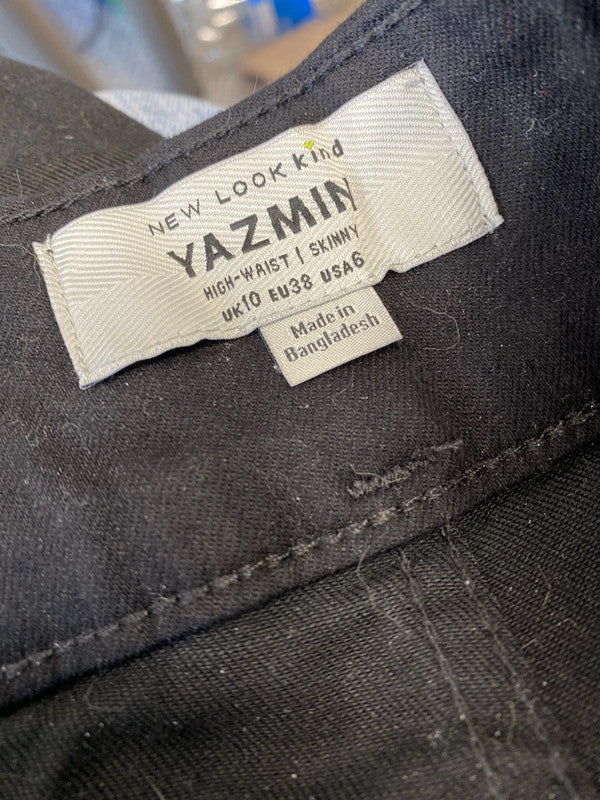 NEW LOOK kind
YAZMIN
HIGH-WAIST | SKINNY
UK10 EU38 USA6
Made in
Bangladesh